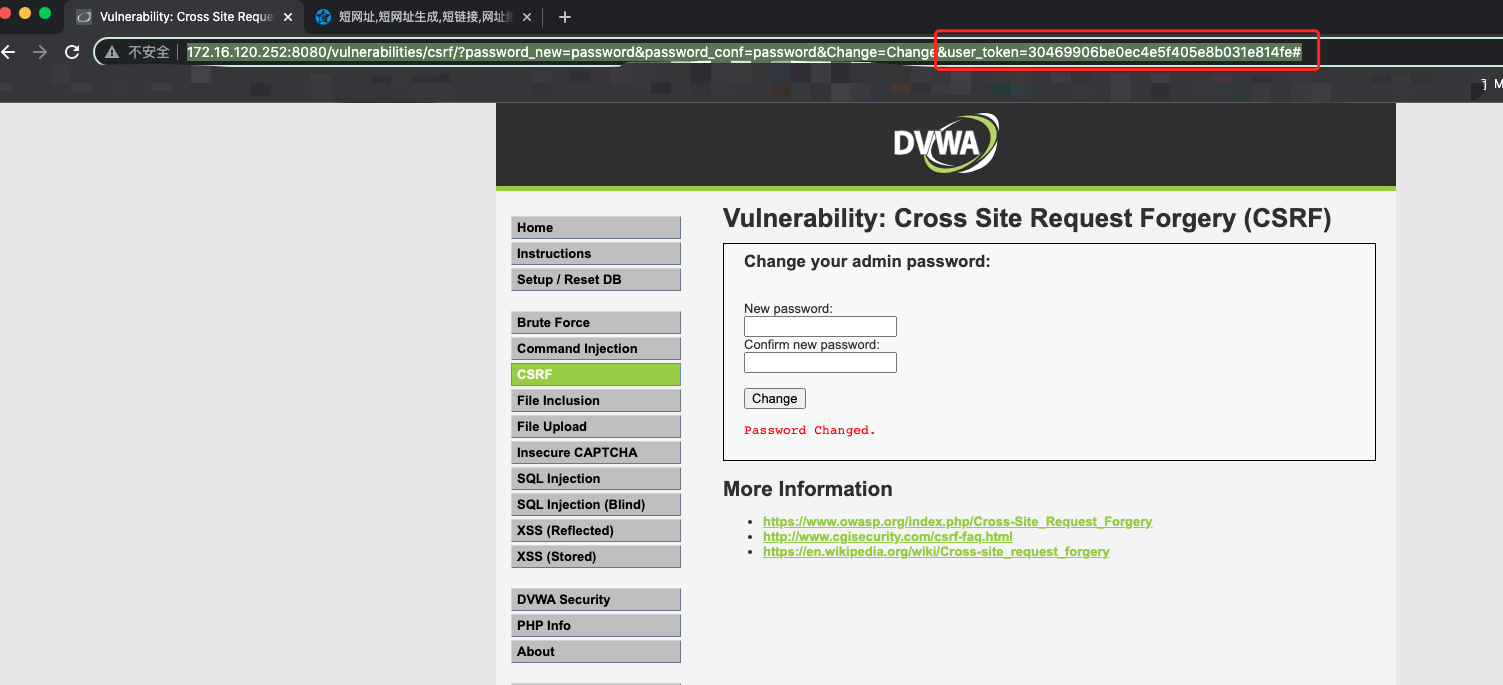 Vulnerability: Cross Site Reque
短网址,短网址生成,短链接,网址缩
不安全 172.16.120.252:8080/vulnerabilities/csrf/?password_new=password&password_conf=password&Change=Change&user_token=30469906be0ec4e5f405e8b031e814fe#
M
DVWA
Vulnerability: Cross Site Request Forgery (CSRF)
Home
Instructions
Setup / Reset DB
Brute Force
Command Injection
CSRF
File Inclusion
File Upload
Insecure CAPTCHA
SQL Injection
SQL Injection (Blind)
XSS (Reflected)
XSS (Stored)
DVWA Security
PHP Info
About
Change your admin password:
New password:
Confirm new password:
Change
Password Changed.
More Information
https://www.owasp.org/index.php/Cross-Site_Request_Forgery
http://www.cgisecurity.com/csrf-faq.html
https://en.wikipedia.org/wiki/Cross-site_request_forgery